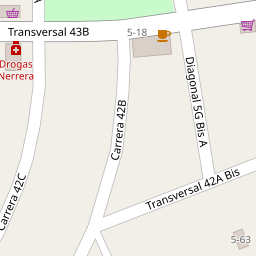 Transversal 43B
5-18
Drogas
Nerrera
Carrera 42B
Diagonal 5G Bis A
Transversal 42A Bis
Carrera 42C
5-63